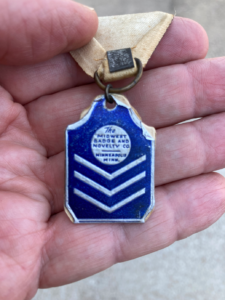 The
MIDWEST
BADGE AND
NOVELTY CO.
MINNEAPOLIS
MINN.